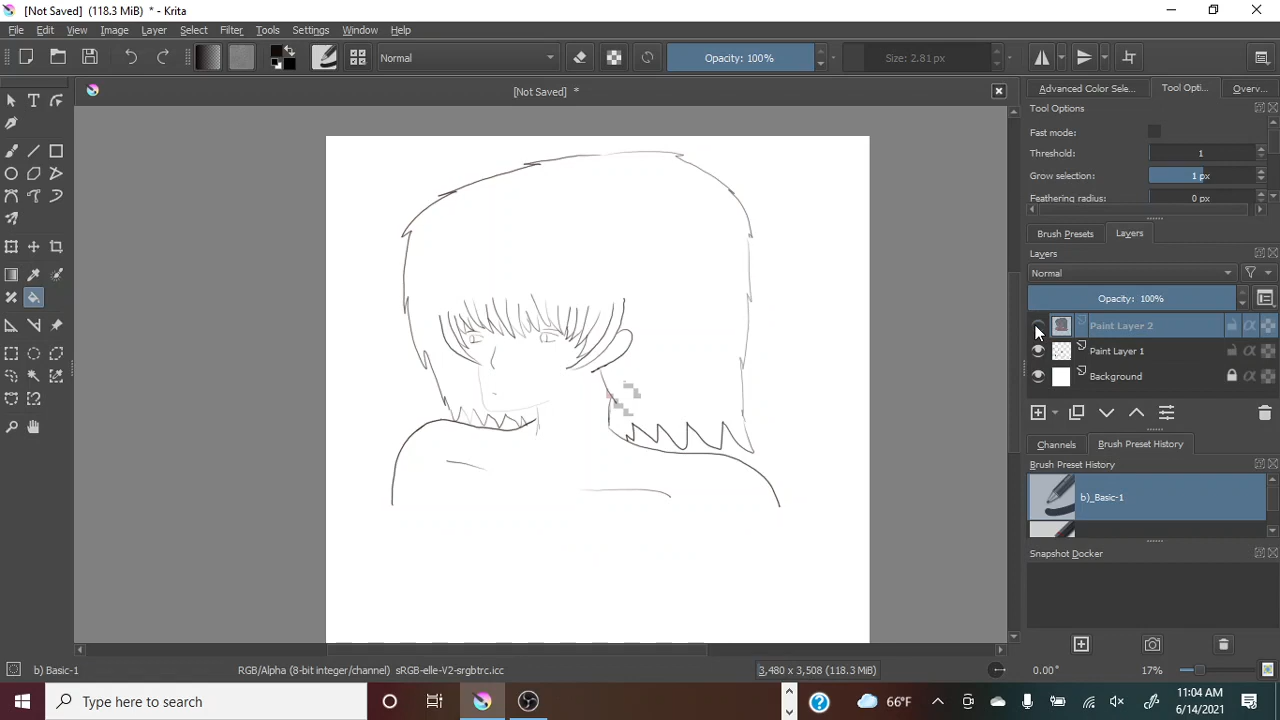 [Not Saved] (118.3 MiB) * - Krita
File Edit View Image Layer Select Filter Tools Settings Window Help
Normal Opacity: 100% Size: 2.81 px
[Not Saved] *
Advanced Color Sele... Tool Opti... Overv...
Tool Options
Fast mode:
Threshold: 1
Grow selection: 1 px
Feathering radius: 0 px
Brush Presets Layers
Layers
Normal
Opacity: 100%
Paint Layer 2
Paint Layer 1
Background
Channels Brush Preset History
Brush Preset History
b)_Basic-1
Snapshot Docker
b) Basic-1 RGB/Alpha (8-bit integer/channel) sRGB-elle-V2-srgbtrc.icc 3,480 x 3,508 (118.3 MiB) 0.00° 17%
Type here to search 66°F 11:04 AM
6/14/2021